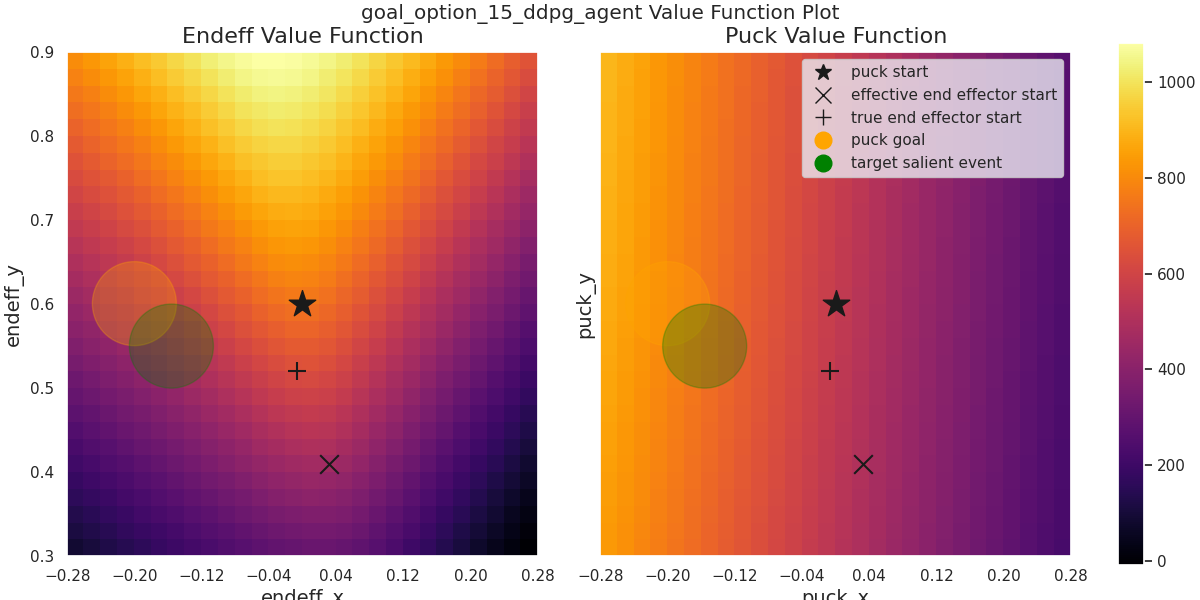 goal_option_15_ddpg_agent Value Function Plot
Endeff Value Function
endeff_y
0.9
0.8
0.7
0.6
0.5
0.4
0.3
−0.28 −0.20 −0.12 −0.04 0.04 0.12 0.20 0.28
endeff_x
Puck Value Function
puck start
effective end effector start
true end effector start
puck goal
target salient event
puck_y
−0.28 −0.20 −0.12 −0.04 0.04 0.12 0.20 0.28
puck_x
1000
800
600
400
200
0